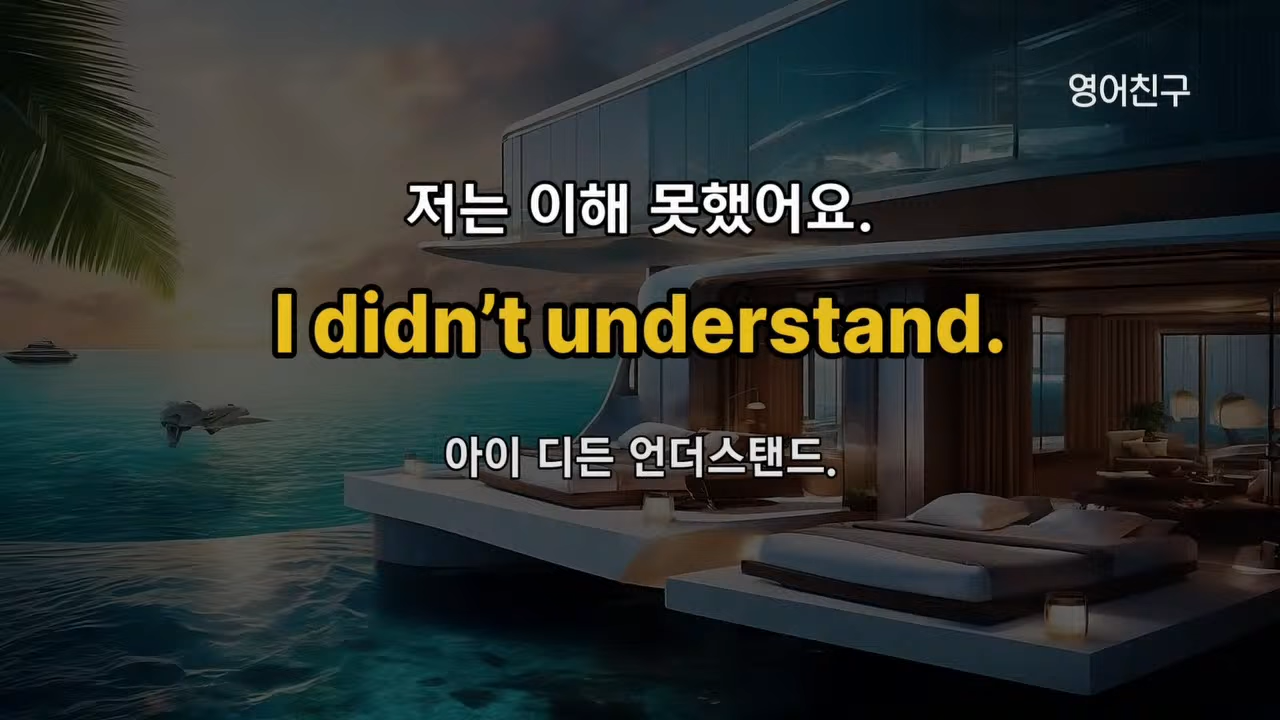 영어친구
저는 이해 못했어요.
I didn’t understand.
아이 디든 언더스탠드.